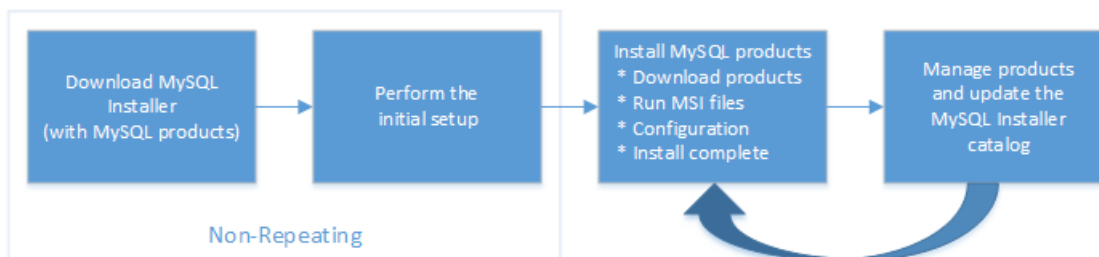 Download MySQL
Installer
(with MySQL products)
Perform the
initial setup
Install MySQL products
* Download products
* Run MSI files
* Configuration
* Install complete
Manage products
and update the
MySQL Installer
catalog
Non-Repeating